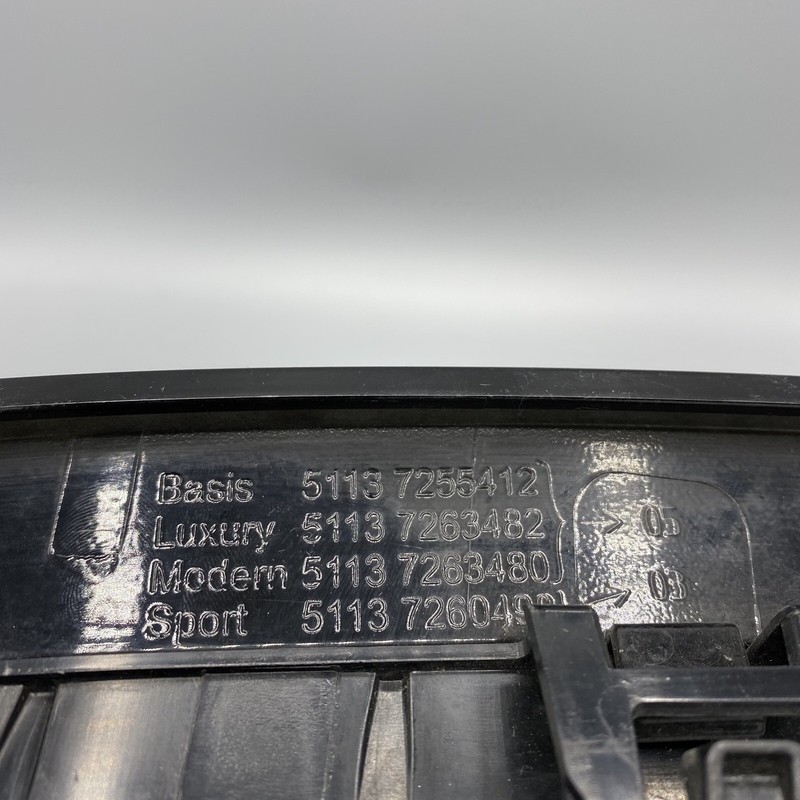 Basis 5113 7255412 } → 05
Luxury 5113 7263482
Modern 5113 7263480
Sport 5113 → 03